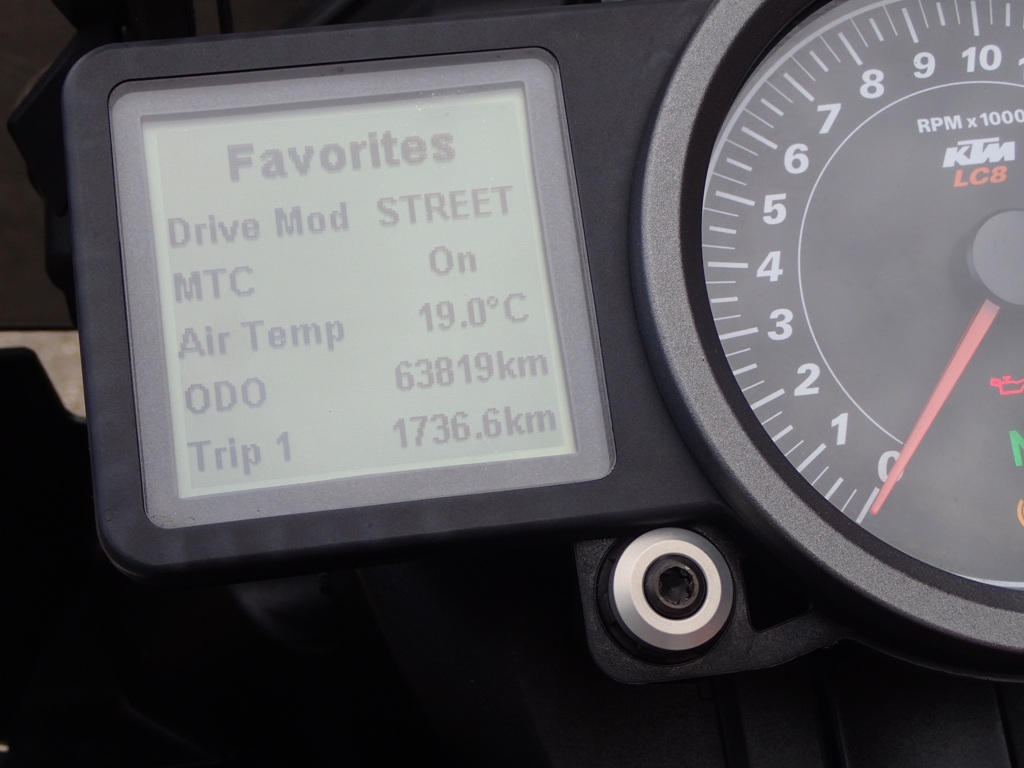 Favorites
Drive Mod STREET
MTC On
Air Temp 19.0°C
ODO 63819km
Trip 1 1736.6km
10
9
8
7
6
5
4
3
2
1
0
RPM x 1000
KTM
LC8
N